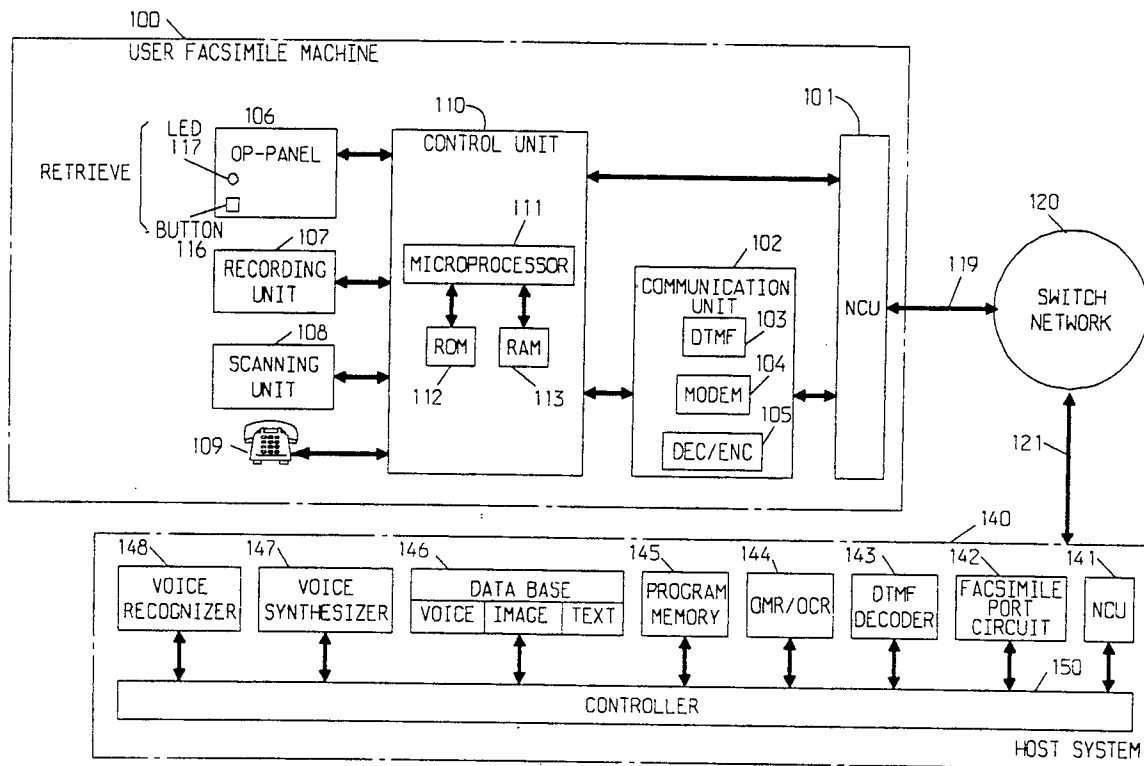 100
USER FACSIMILE MACHINE
106
LED
117
OP-PANEL
RETRIEVE
BUTTON
116
107
RECORDING
UNIT
108
SCANNING
UNIT
109
110
CONTROL UNIT
111
MICROPROCESSOR
ROM
RAM
112
113
102
COMMUNICATION
UNIT
DTMF
103
MODEM
104
DEC/ENC
105
101
NCU
119
120
SWITCH
NETWORK
121
140
148
VOICE
RECOGNIZER
147
VOICE
SYNTHESIZER
146
DATA BASE
VOICE
IMAGE
TEXT
145
PROGRAM
MEMORY
144
OMR/OCR
143
DTMF
DECODER
142
FACSIMILE
PORT
CIRCUIT
141
NCU
150
CONTROLLER
HOST SYSTEM